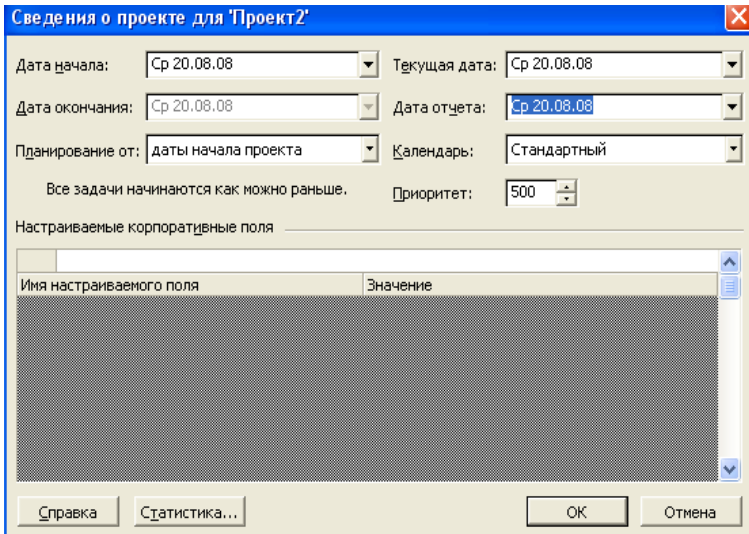 Сведения о проекте для 'Проект2'
Дата начала: Ср 20.08.08 Текущая дата: Ср 20.08.08
Дата окончания: Ср 20.08.08 Дата отчета: Ср 20.08.08
Планирование от: даты начала проекта Календарь: Стандартный
Все задачи начинаются как можно раньше. Приоритет: 500
Настраиваемые корпоративные поля
Имя настраиваемого поля Значение
Справка Статистика... ОК Отмена